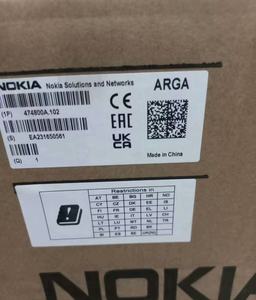 NOKIA Nokia Solutions and Networks
ARGA
(1P) 474800A.102
CE
EAC
(S) EA231650561
UK
CA
Made in China
(Q) 1
Restrictions in
AT BE BG HR NO
CY CZ DK EE IS
FI FR DE EL LI
HU IE IT LV CH
LT LU MT NL TR
PL PT RO SK
SI ES SE UK(NI)
NOKIA